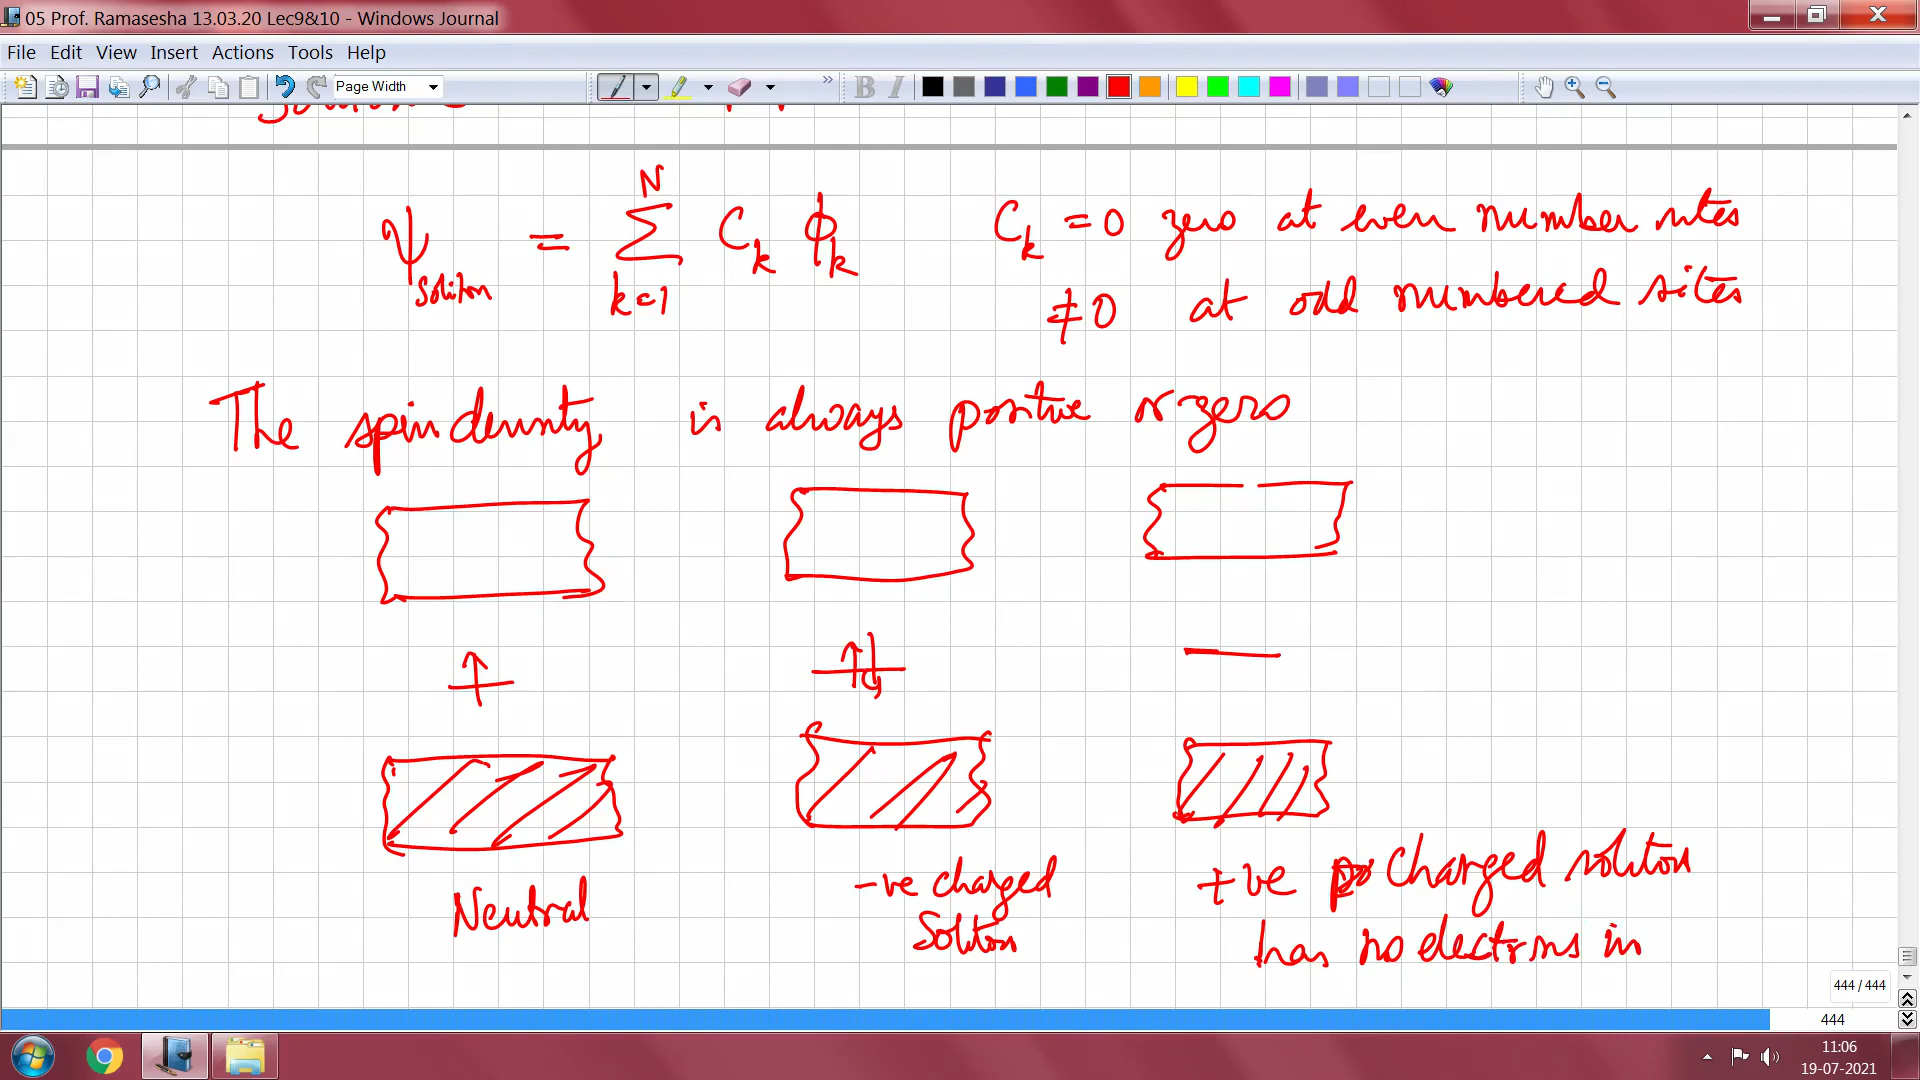 05 Prof. Ramasesha 13.03.20 Lec9&10 - Windows Journal
File Edit View Insert Actions Tools Help
Page Width
ψ_soliton = Σ_{k=1}^{N} C_k ϕ_k C_k = 0 zero at even number sites
≠ 0 at odd numbered sites
The spin density is always positive or zero
Neutral
-ve charged
Soliton
+ve charged soliton
has no electrons in
444 / 444
444
11:06
19-07-2021